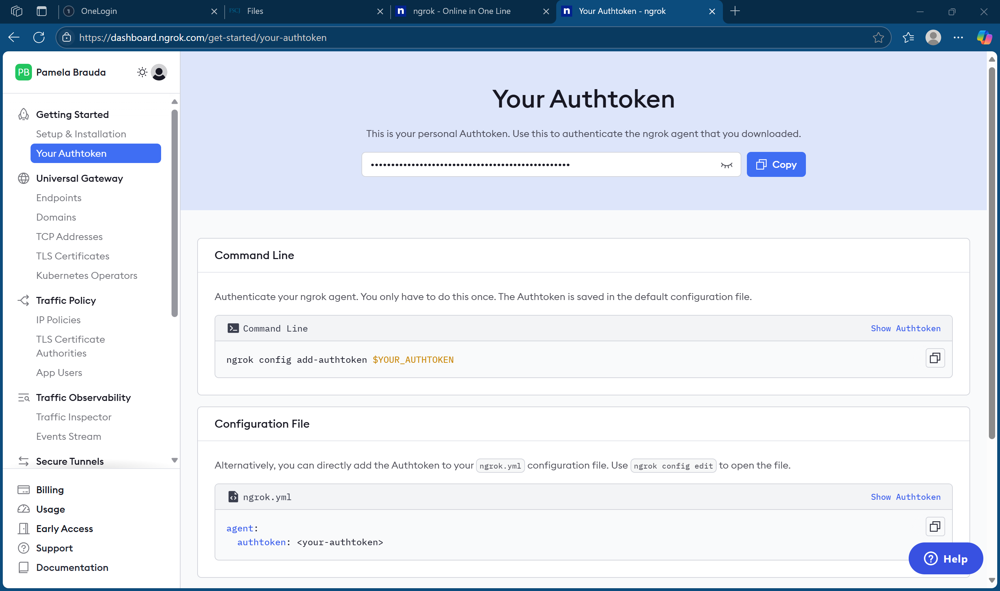 OneLogin
FSCJ Files
n ngrok - Online in One Line
n Your Authtoken - ngrok
https://dashboard.ngrok.com/get-started/your-authtoken
PB Pamela Brauda
Getting Started
Setup & Installation
Your Authtoken
Universal Gateway
Endpoints
Domains
TCP Addresses
TLS Certificates
Kubernetes Operators
Traffic Policy
IP Policies
TLS Certificate
Authorities
App Users
Traffic Observability
Traffic Inspector
Events Stream
Secure Tunnels
Billing
Usage
Early Access
Support
Documentation
Your Authtoken
This is your personal Authtoken. Use this to authenticate the ngrok agent that you downloaded.
Copy
Command Line
Authenticate your ngrok agent. You only have to do this once. The Authtoken is saved in the default configuration file.
Command Line
Show Authtoken
ngrok config add-authtoken $YOUR_AUTHTOKEN
Configuration File
Alternatively, you can directly add the Authtoken to your ngrok.yml configuration file. Use ngrok config edit to open the file.
ngrok.yml
Show Authtoken
agent:
authtoken: <your-authtoken>
Help